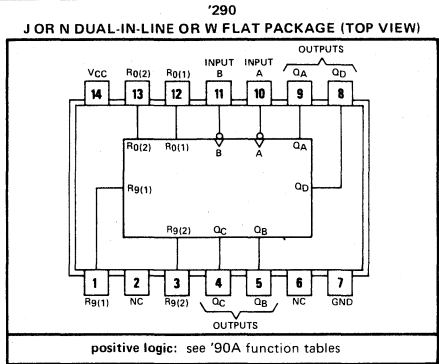 '290
J OR N DUAL-IN-LINE OR W FLAT PACKAGE (TOP VIEW)
OUTPUTS
INPUT INPUT
VCC R0(2) R0(1) B A QA QD
14 13 12 11 10 9 8
R0(2) R0(1) B A QA
R9(1) QD
R9(2) QC QB
1 2 3 4 5 6 7
R9(1) NC R9(2) QC QB NC GND
OUTPUTS
positive logic: see '90A function tables